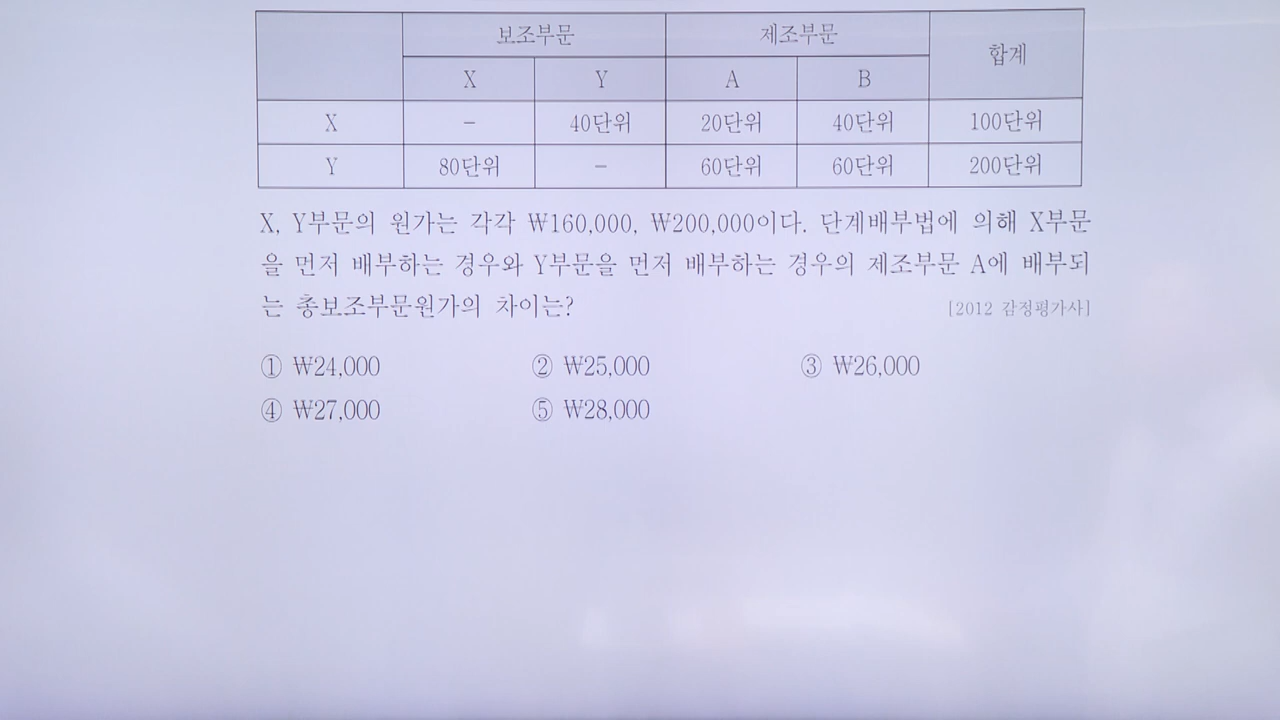 보조부문 제조부문 합계
X Y A B
X - 40단위 20단위 40단위 100단위
Y 80단위 - 60단위 60단위 200단위
X, Y부문의 원가는 각각 ₩160,000, ₩200,000이다. 단계배부법에 의해 X부문
을 먼저 배부하는 경우와 Y부문을 먼저 배부하는 경우의 제조부문 A에 배부되
는 총보조부문원가의 차이는?
[2012 감정평가사]
① ₩24,000 ② ₩25,000 ③ ₩26,000
④ ₩27,000 ⑤ ₩28,000